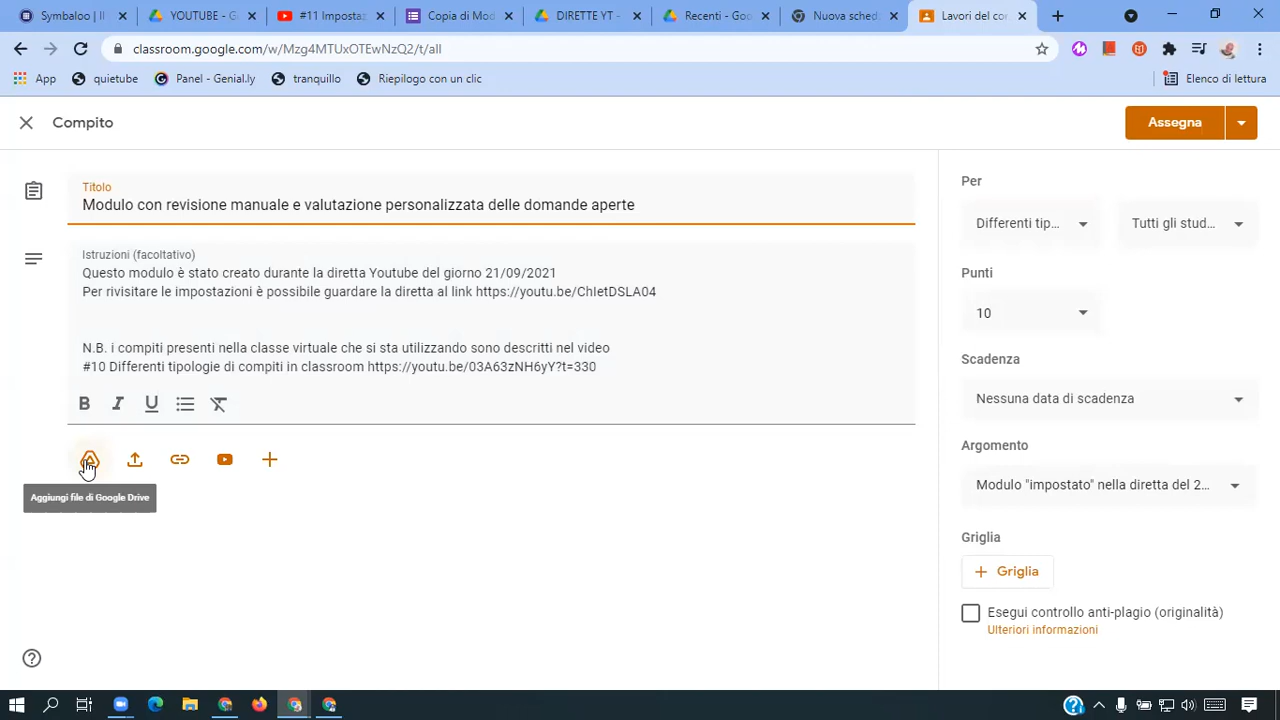 Symbaloo | Il
YOUTUBE - G
#11 Impostaz
Copia di Mod
DIRETTE YT -
Recenti - Goo
Nuova sched
Lavori del cor
classroom.google.com/w/Mzg4MTUxOTEwNzQ2/t/all
App
quietube
Panel - Genial.ly
tranquillo
Riepilogo con un clic
Elenco di lettura
Compito
Assegna
Titolo
Modulo con revisione manuale e valutazione personalizzata delle domande aperte
Istruzioni (facoltativo)
Questo modulo è stato creato durante la diretta Youtube del giorno 21/09/2021
Per rivisitare le impostazioni è possibile guardare la diretta al link https://youtu.be/ChIetDSLA04
N.B. i compiti presenti nella classe virtuale che si sta utilizzando sono descritti nel video
#10 Differenti tipologie di compiti in classroom https://youtu.be/03A63zNH6yY?t=330
B I U
Aggiungi file di Google Drive
Per
Differenti tip...
Tutti gli stud...
Punti
10
Scadenza
Nessuna data di scadenza
Argomento
Modulo "impostato" nella diretta del 2...
Griglia
+ Griglia
Esegui controllo anti-plagio (originalità)
Ulteriori informazioni